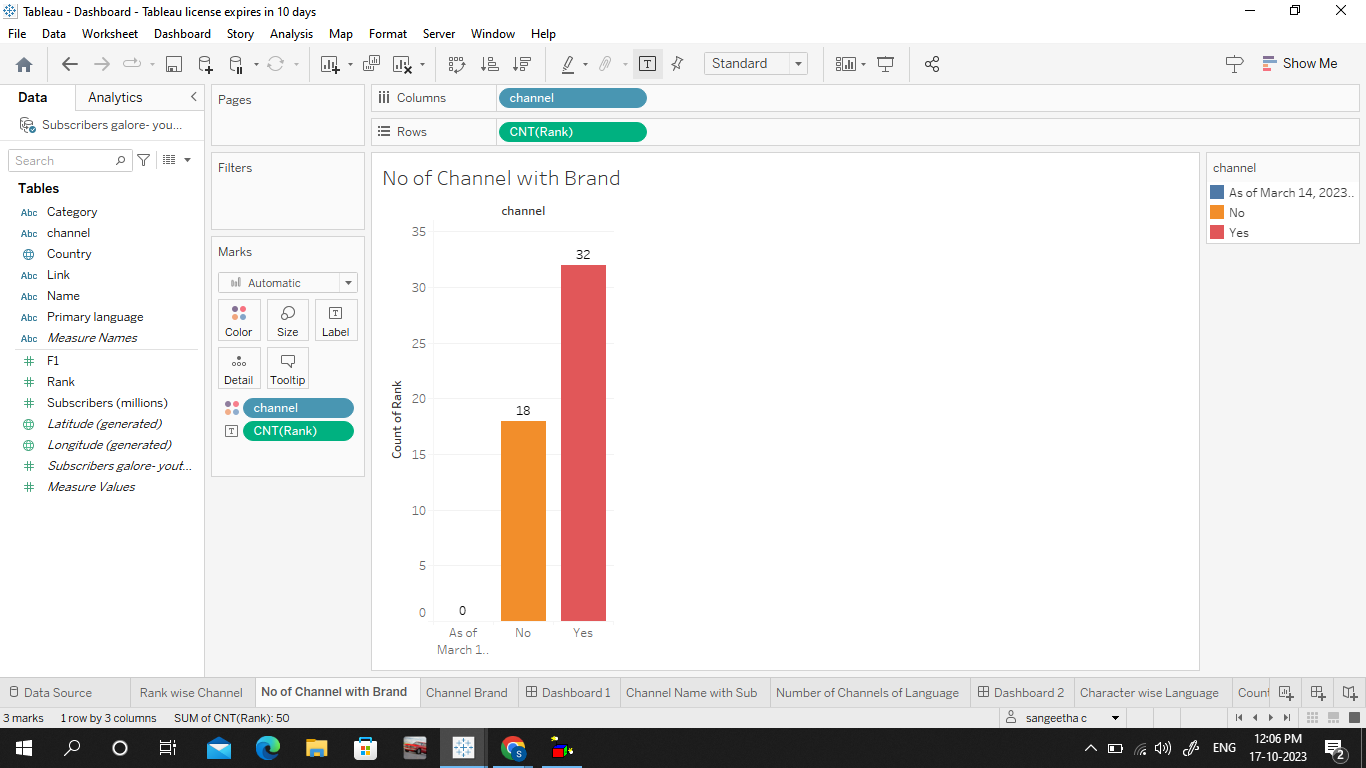 Tableau - Dashboard - Tableau license expires in 10 days
File Data Worksheet Dashboard Story Analysis Map Format Server Window Help
Standard
Show Me
Data Analytics
Subscribers galore- you...
Search
Tables
Abc Category
Abc channel
Country
Abc Link
Abc Name
Abc Primary language
Abc Measure Names
# F1
# Rank
# Subscribers (millions)
Latitude (generated)
Longitude (generated)
# Subscribers galore- yout...
# Measure Values
Pages
Filters
Marks
Automatic
Color Size Label
Detail Tooltip
channel
CNT(Rank)
Columns channel
Rows CNT(Rank)
No of Channel with Brand
channel
Count of Rank
35
30
25
20
15
10
5
0
0
18
32
As of
March 1..
No
Yes
channel
As of March 14, 2023..
No
Yes
Data Source Rank wise Channel No of Channel with Brand Channel Brand Dashboard 1 Channel Name with Sub Number of Channels of Language Dashboard 2 Character wise Language Count
3 marks 1 row by 3 columns SUM of CNT(Rank): 50 sangeetha c
S
ENG
12:06 PM
17-10-2023
2